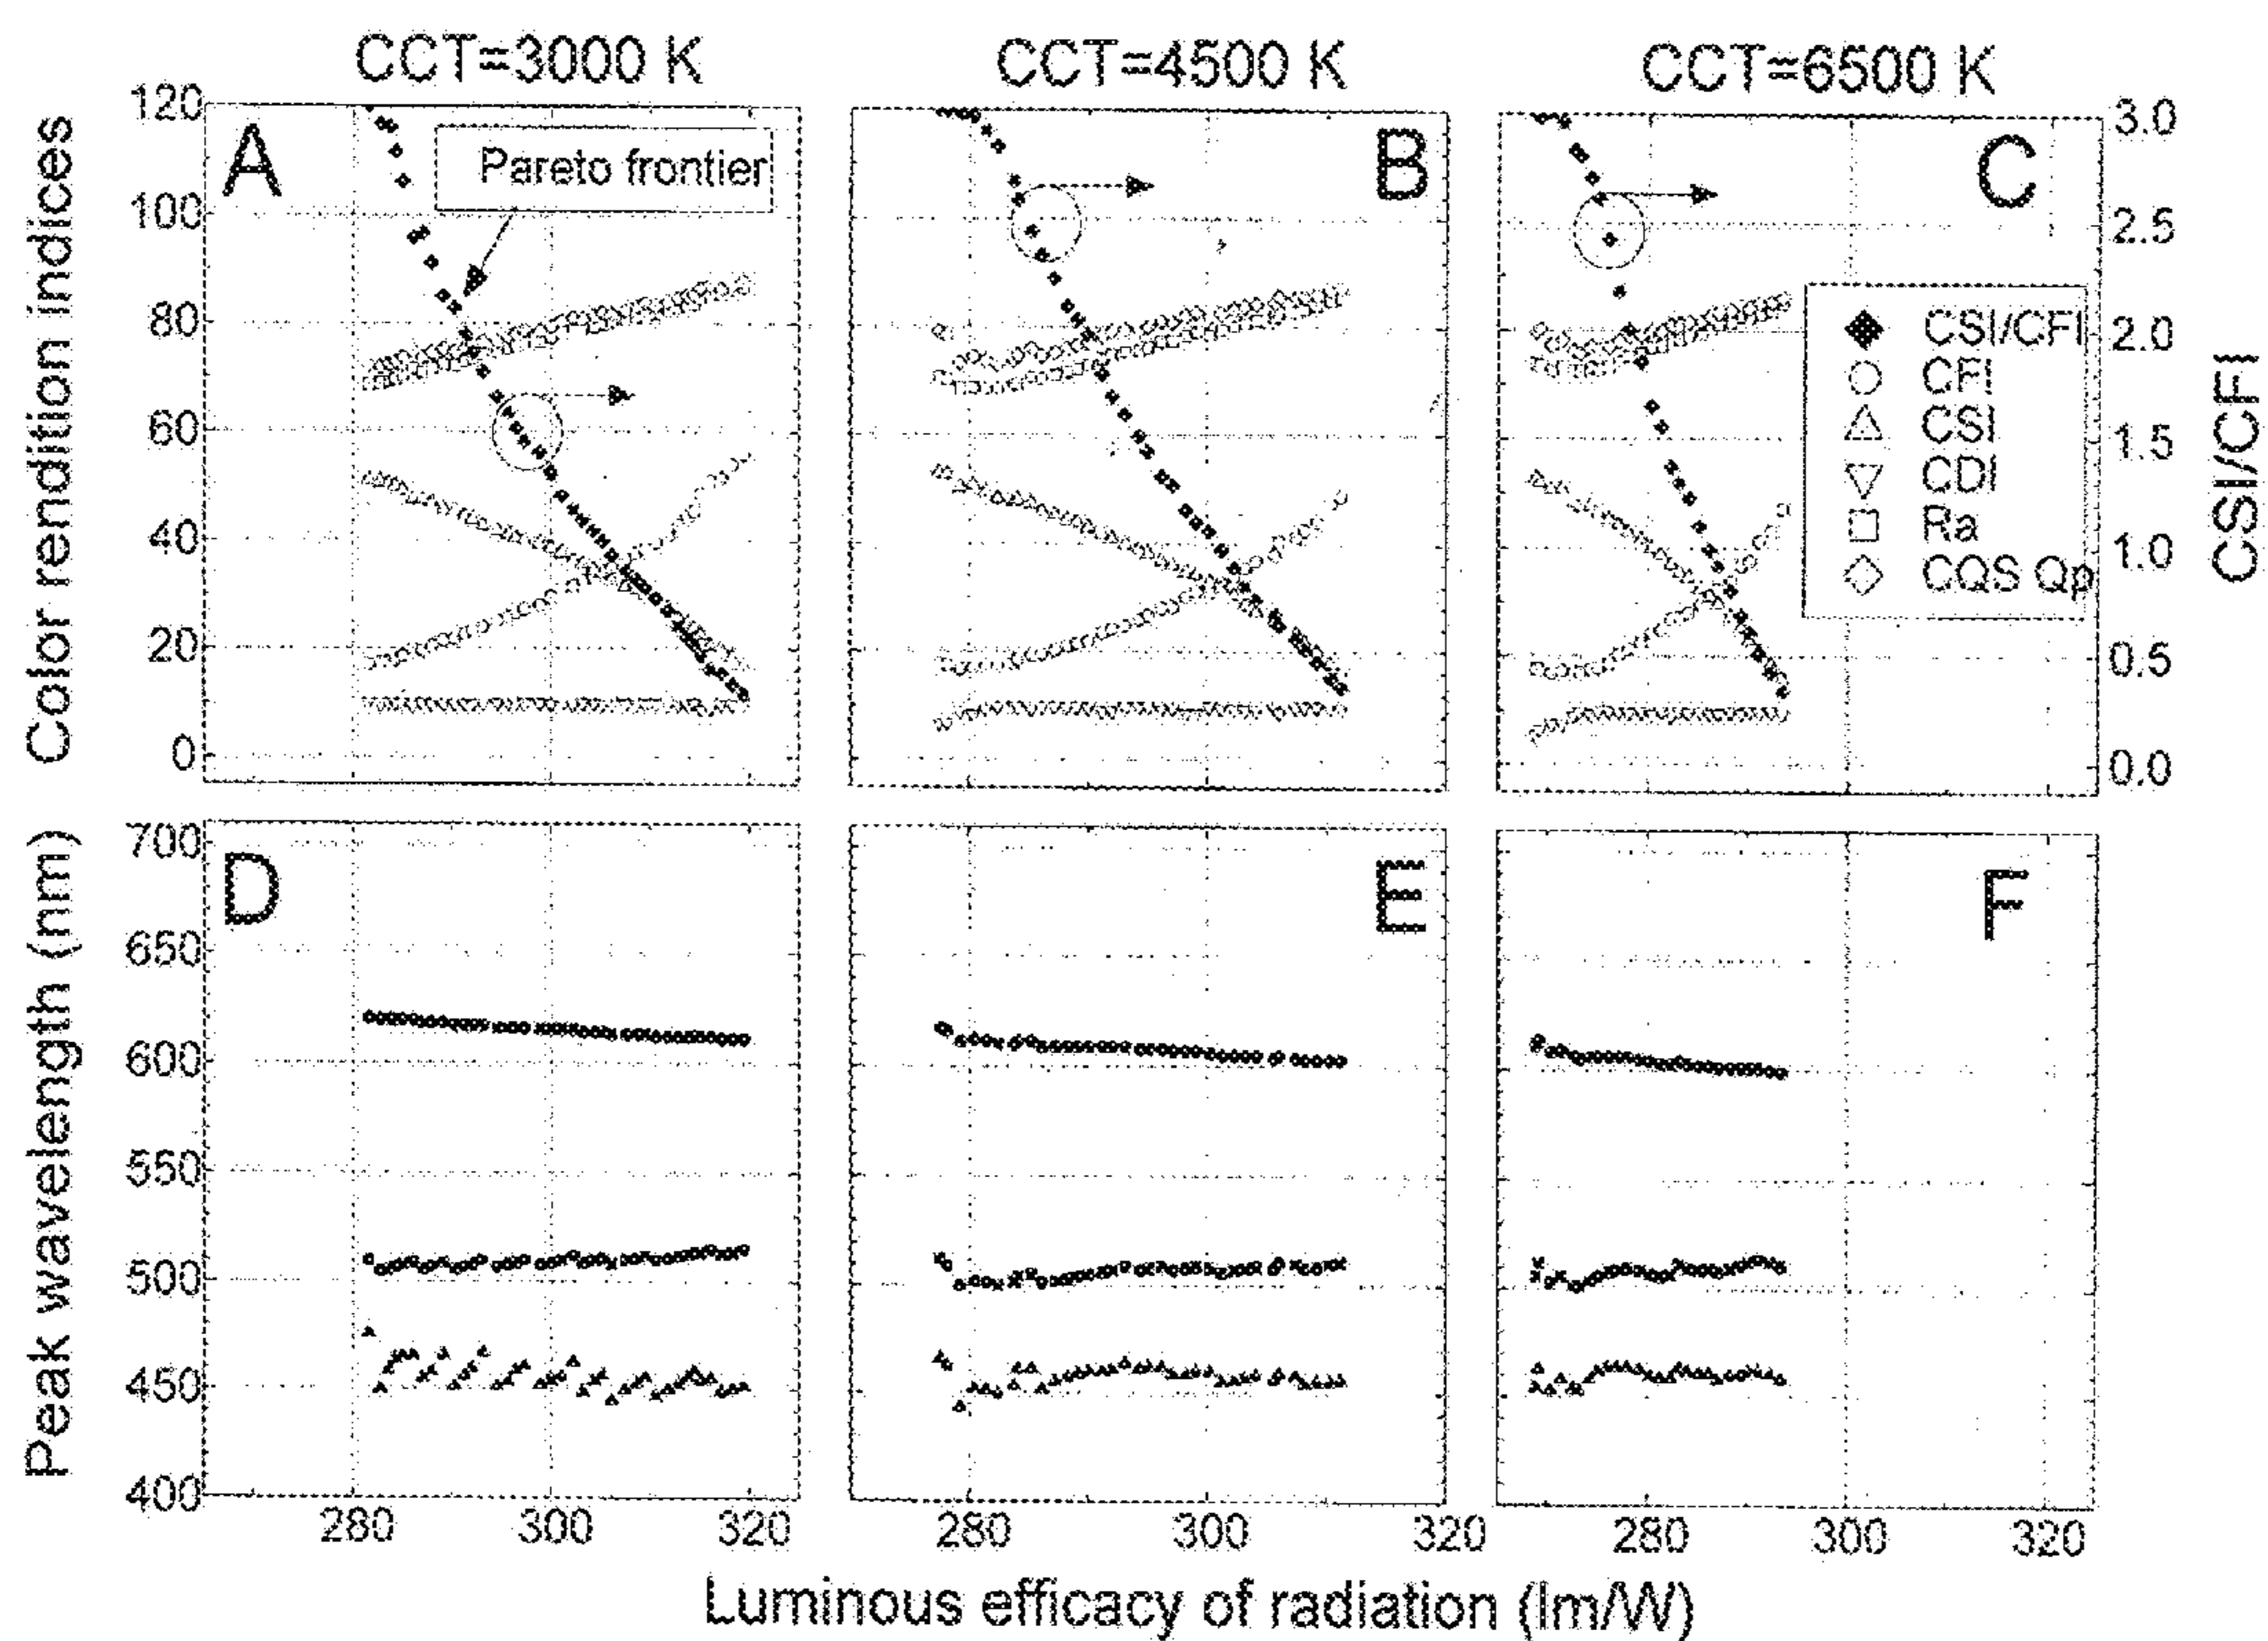 CCT=3000 K
CCT=4500 K
CCT=6500 K
Color rendition indices
120
100
80
60
40
20
0
A
Pareto frontier
B
C
CSI/CFI
CFI
CSI
CDI
Ra
CQS Qp
3.0
2.5
2.0
1.5
1.0
0.5
0.0
CSI/CFI
Peak wavelength (nm)
700
650
600
550
500
450
400
D
E
F
280 300 320
280 300 320
280 300 320
Luminous efficacy of radiation (lm/W)